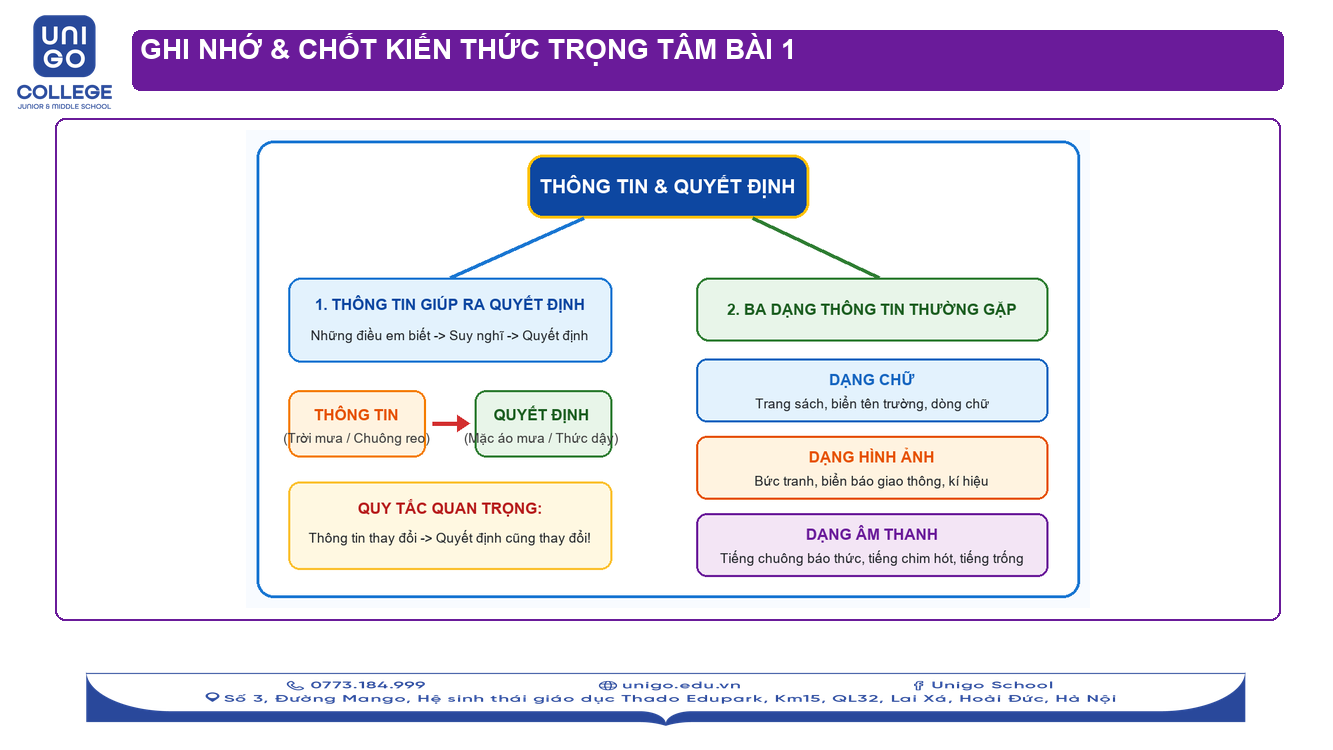 UNI
GO
COLLEGE
JUNIOR & MIDDLE SCHOOL
GHI NHỚ & CHỐT KIẾN THỨC TRỌNG TÂM BÀI 1
THÔNG TIN & QUYẾT ĐỊNH
1. THÔNG TIN GIÚP RA QUYẾT ĐỊNH
Những điều em biết -> Suy nghĩ -> Quyết định
THÔNG TIN
(Trời mưa / Chuông reo)
QUYẾT ĐỊNH
(Mặc áo mưa / Thức dậy)
QUY TẮC QUAN TRỌNG:
Thông tin thay đổi -> Quyết định cũng thay đổi!
2. BA DẠNG THÔNG TIN THƯỜNG GẶP
DẠNG CHỮ
Trang sách, biển tên trường, dòng chữ
DẠNG HÌNH ẢNH
Bức tranh, biển báo giao thông, kí hiệu
DẠNG ÂM THANH
Tiếng chuông báo thức, tiếng chim hót, tiếng trống
0773.184.999
unigo.edu.vn
Unigo School
Số 3, Đường Mango, Hệ sinh thái giáo dục Thado Edupark, Km15, QL32, Lai Xá, Hoài Đức, Hà Nội